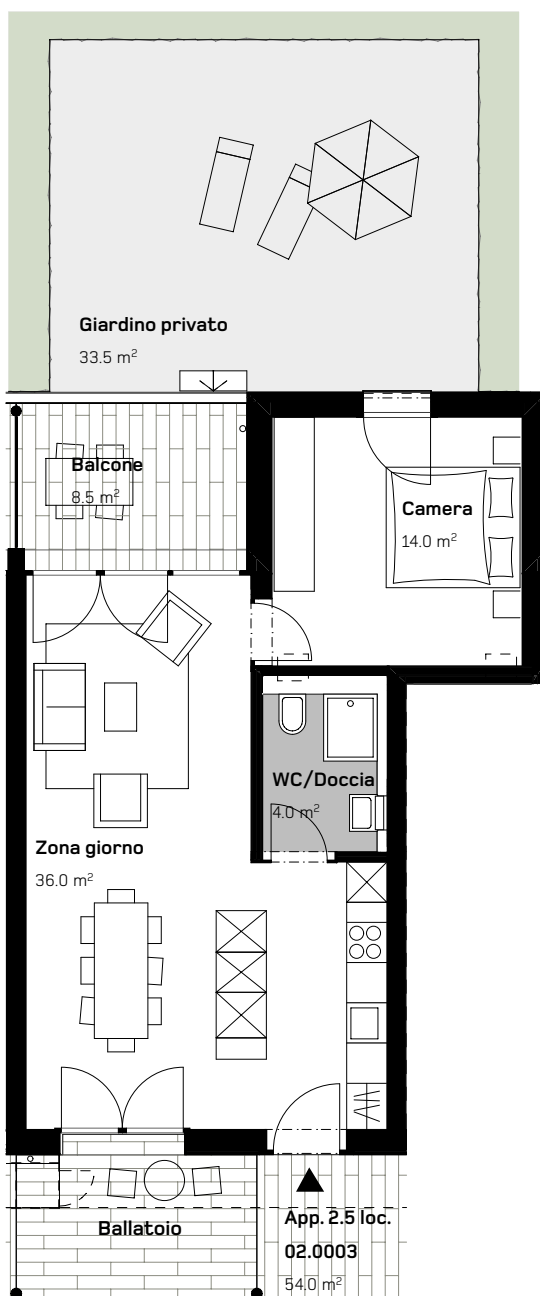 Giardino privato
33.5 m²
Balcone
8.5 m²
Camera
14.0 m²
WC/Doccia
4.0 m²
Zona giorno
36.0 m²
Ballatoio
App. 2.5 loc.
02.0003
54.0 m²